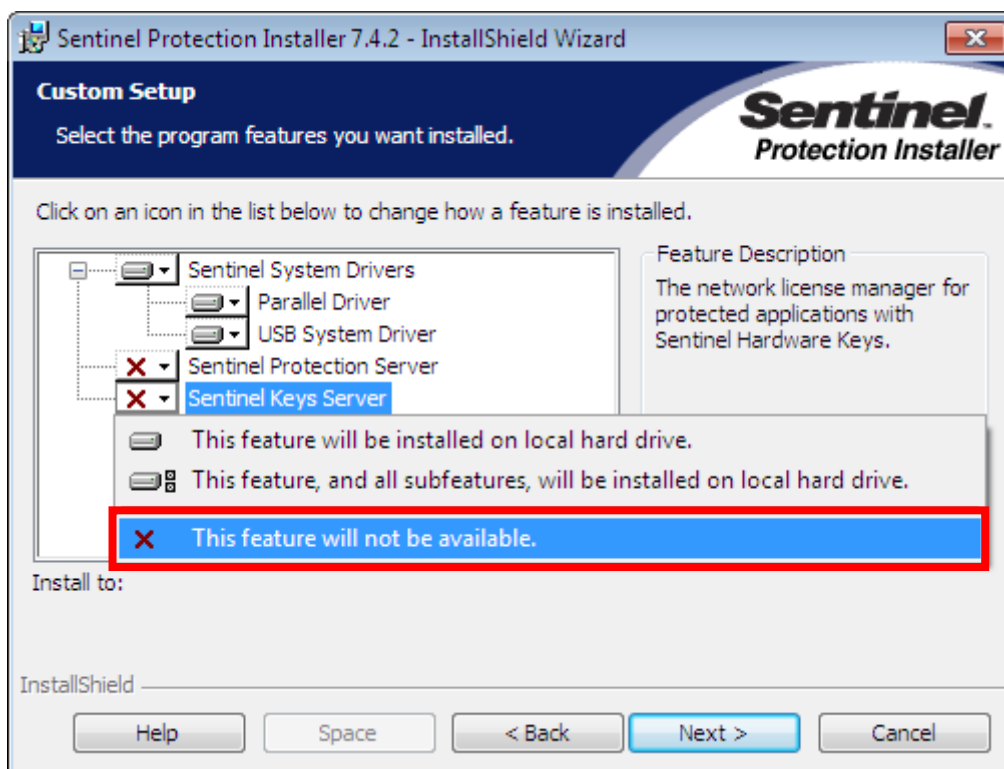 Sentinel Protection Installer 7.4.2 - InstallShield Wizard
Custom Setup
Select the program features you want installed.
Sentinel.
Protection Installer
Click on an icon in the list below to change how a feature is installed.
Sentinel System Drivers
Parallel Driver
USB System Driver
Sentinel Protection Server
Sentinel Keys Server
Feature Description
The network license manager for
protected applications with
Sentinel Hardware Keys.
This feature will be installed on local hard drive.
This feature, and all subfeatures, will be installed on local hard drive.
This feature will not be available.
Install to:
InstallShield
Help
Space
< Back
Next >
Cancel